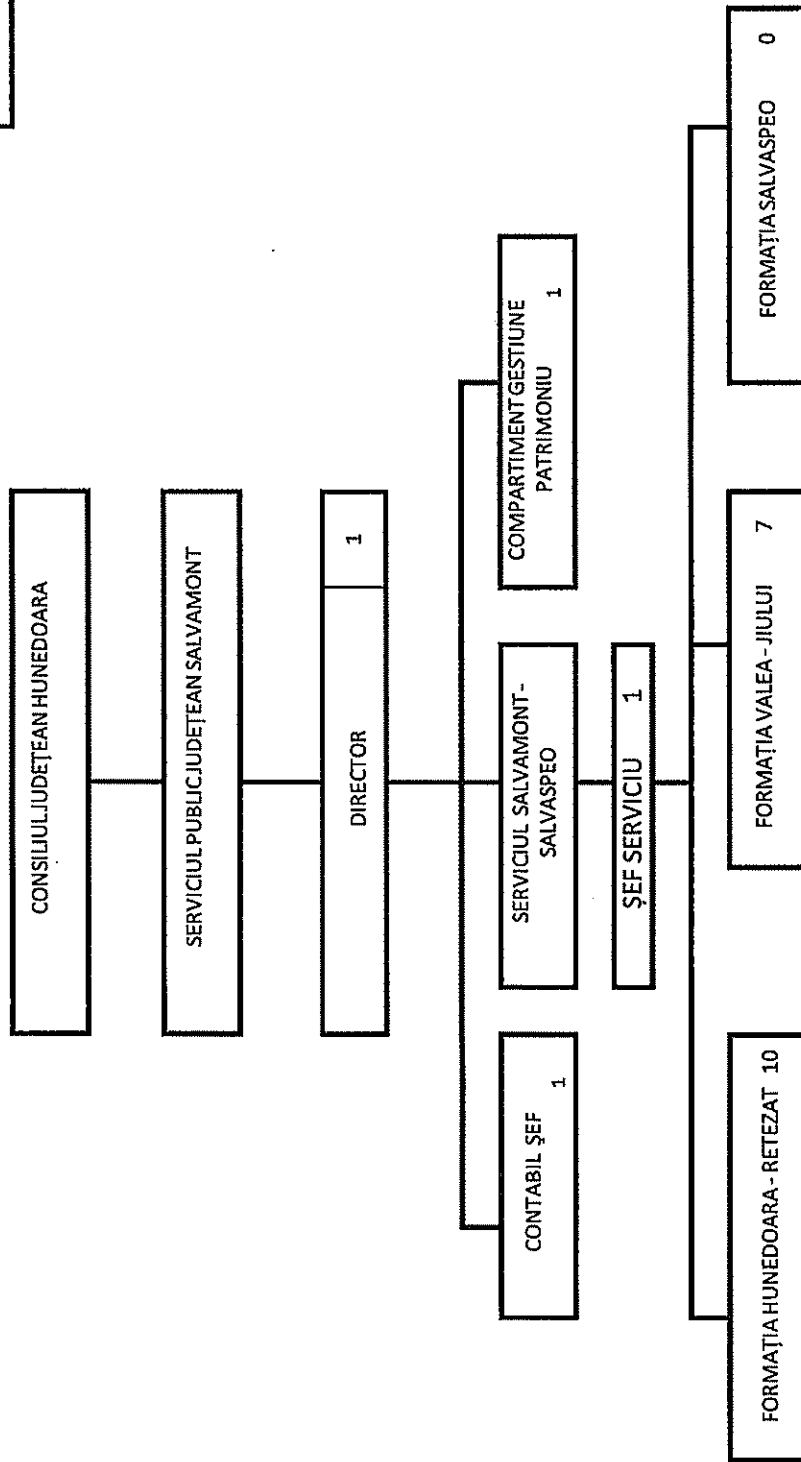 CONSILIUL JUDEȚEAN HUNEDOARA
SERVICIUL PUBLIC JUDEȚEAN SALVAMONT
DIRECTOR 1
CONTABIL ȘEF
1
SERVICIUL SALVAMONT -
SALVASPEO
COMPARTIMENT GESTIUNE
PATRIMONIU 1
ȘEF SERVICIU 1
FORMAȚIA HUNEDOARA - RETEZAT 10
FORMAȚIA VALEA - JIULUI 7
FORMAȚIA SALVASPEO 0